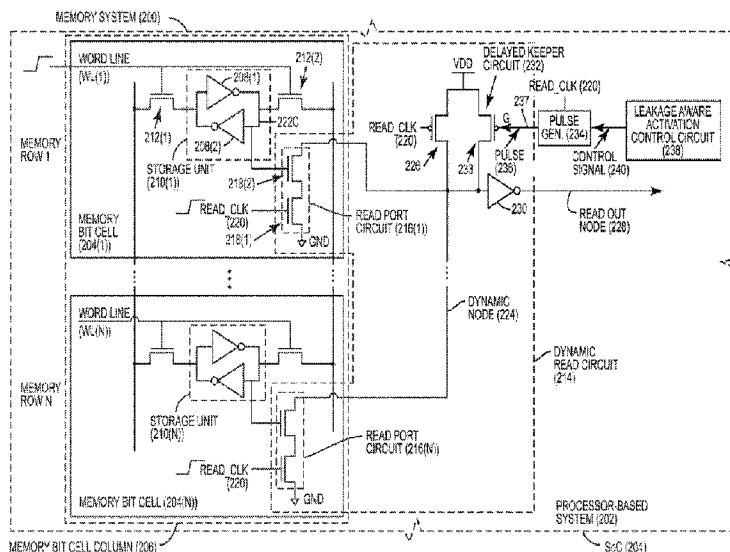 MEMORY SYSTEM (200)
WORD LINE
(WL(1))
208(1)
212(2)
222C
212(1)
208(2)
STORAGE UNIT
(210(1))
218(2)
READ_CLK
(220)
218(1)
GND
READ PORT
CIRCUIT (216(1))
MEMORY
ROW 1
MEMORY
BIT CELL
(204(1))
DELAYED KEEPER
CIRCUIT (232)
VDD
READ_CLK
(220)
226
G
237
PULSE
(236)
233
READ_CLK (220)
PULSE
GEN. (234)
CONTROL
SIGNAL (240)
LEAKAGE AWARE
ACTIVATION
CONTROL CIRCUIT
(238)
230
READ OUT
NODE (228)
DYNAMIC
NODE (224)
DYNAMIC
READ CIRCUIT
(214)
WORD LINE
(WL(N))
MEMORY
ROW N
STORAGE UNIT
(210(N))
READ PORT
CIRCUIT (216(N))
READ_CLK
(220)
GND
MEMORY BIT CELL (204(N))
MEMORY BIT CELL COLUMN (206)
PROCESSOR-BASED
SYSTEM (202)
SoC (204)